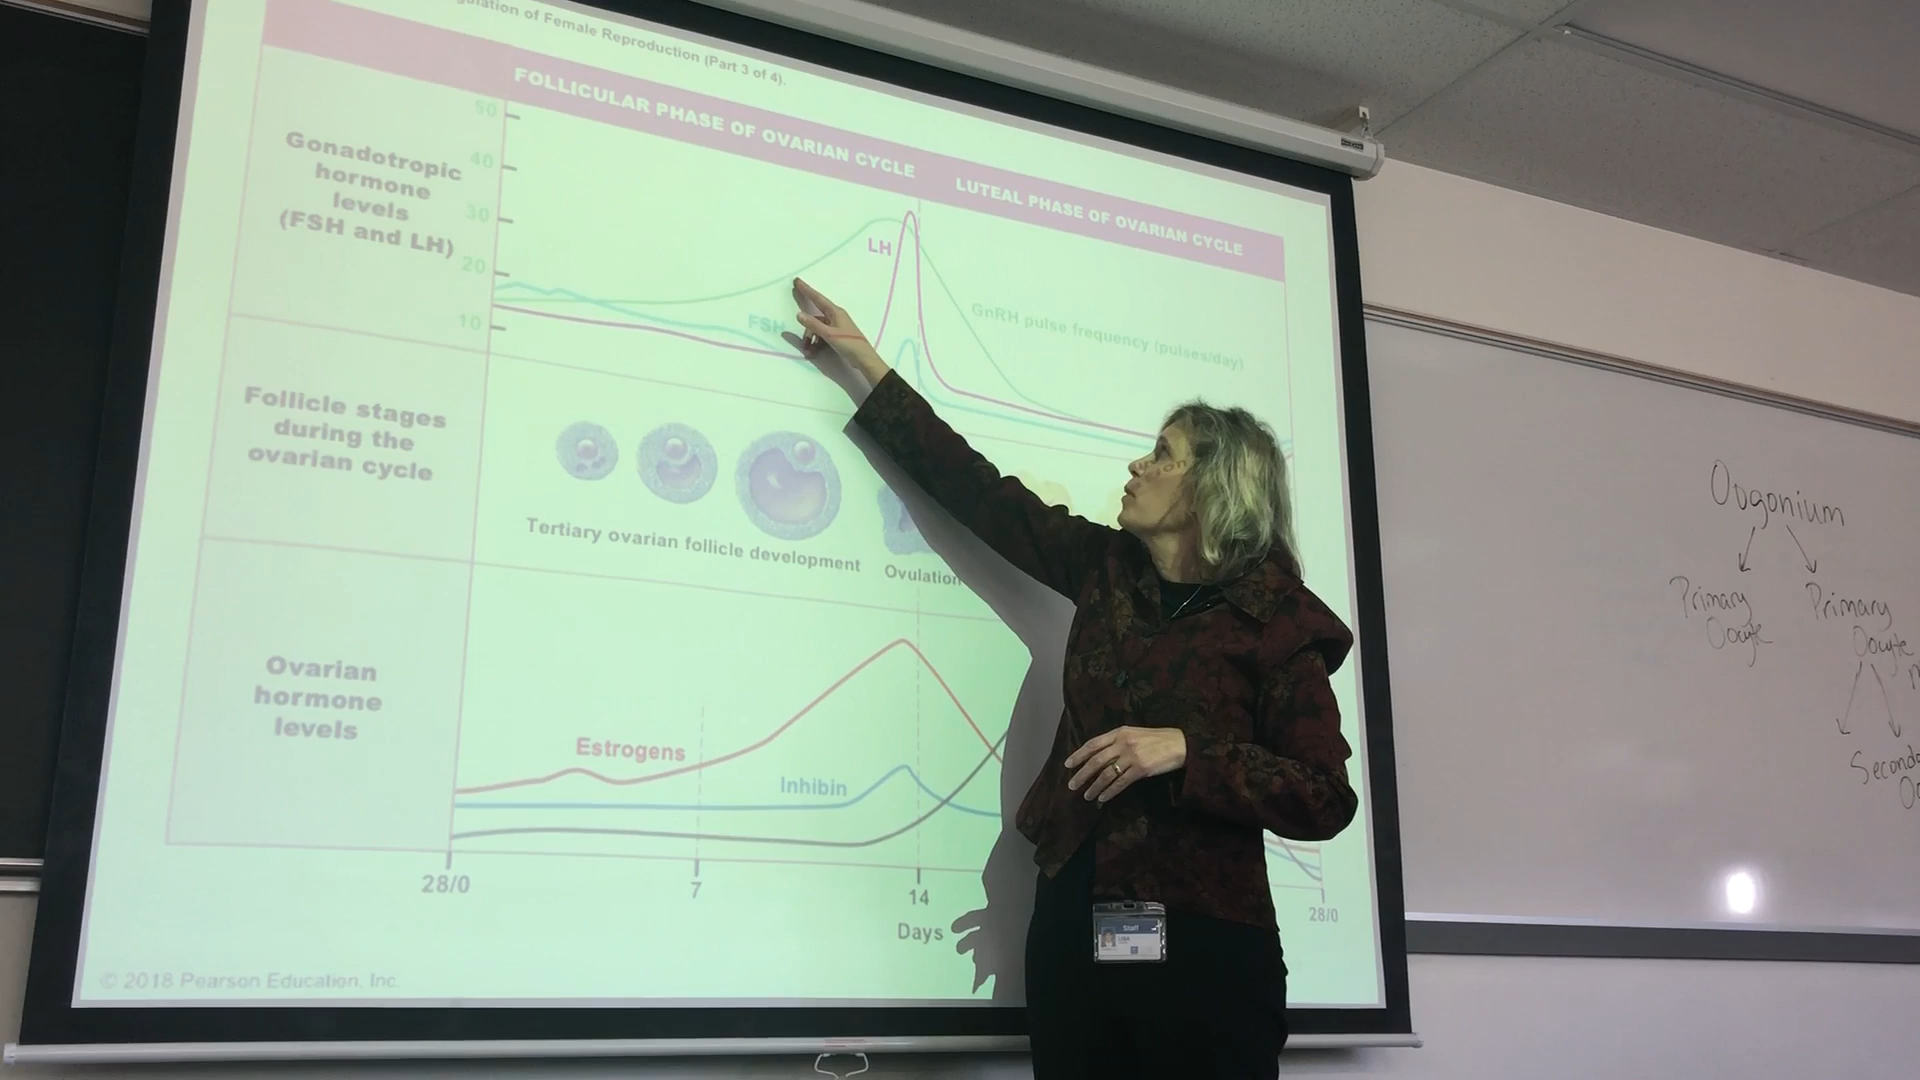 of Female Reproduction (Part 3 of 4).
FOLLICULAR PHASE OF OVARIAN CYCLE
LUTEAL PHASE OF OVARIAN CYCLE
50
40
30
20
10
Gonadotropic
hormone
levels
(FSH and LH)
LH
FSH
GnRH pulse frequency (pulses/day)
Follicle stages
during the
ovarian cycle
Tertiary ovarian follicle development
Ovulation
Ovarian
hormone
levels
Estrogens
Inhibin
28/0
7
14
28/0
Days
© 2018 Pearson Education, Inc.
Staff
LISA
Oogonium
Primary
Oocyte
Primary
Oocyte